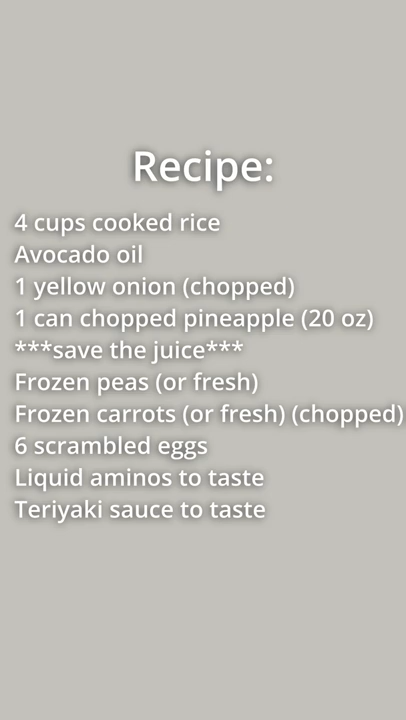 Recipe:
4 cups cooked rice
Avocado oil
1 yellow onion (chopped)
1 can chopped pineapple (20 oz)
***save the juice***
Frozen peas (or fresh)
Frozen carrots (or fresh) (chopped)
6 scrambled eggs
Liquid aminos to taste
Teriyaki sauce to taste